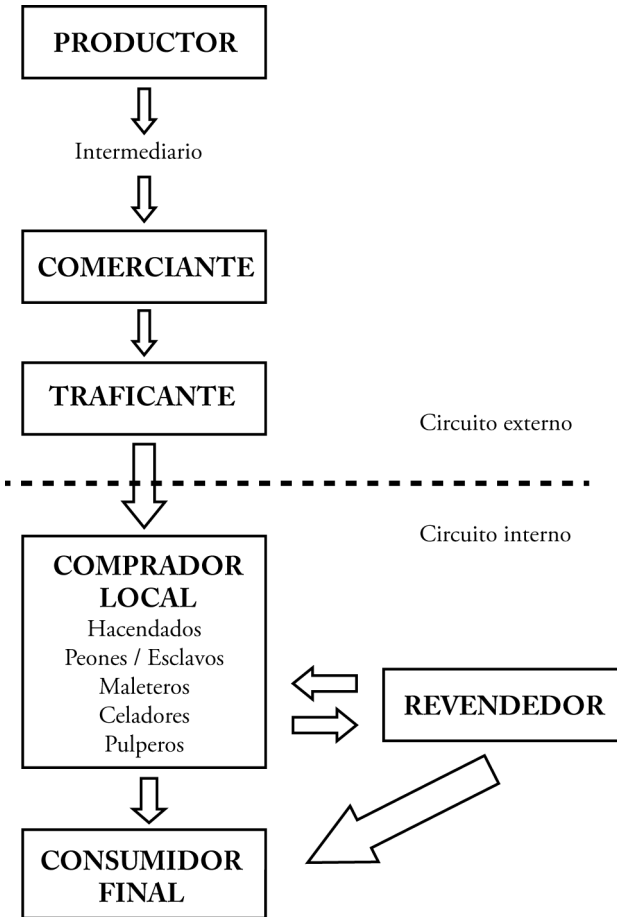 PRODUCTOR
Intermediario
COMERCIANTE
TRAFICANTE
Circuito externo
Circuito interno
COMPRADOR
LOCAL
Hacendados
Peones / Esclavos
Maleteros
Celadores
Pulperos
REVENDEDOR
CONSUMIDOR
FINAL